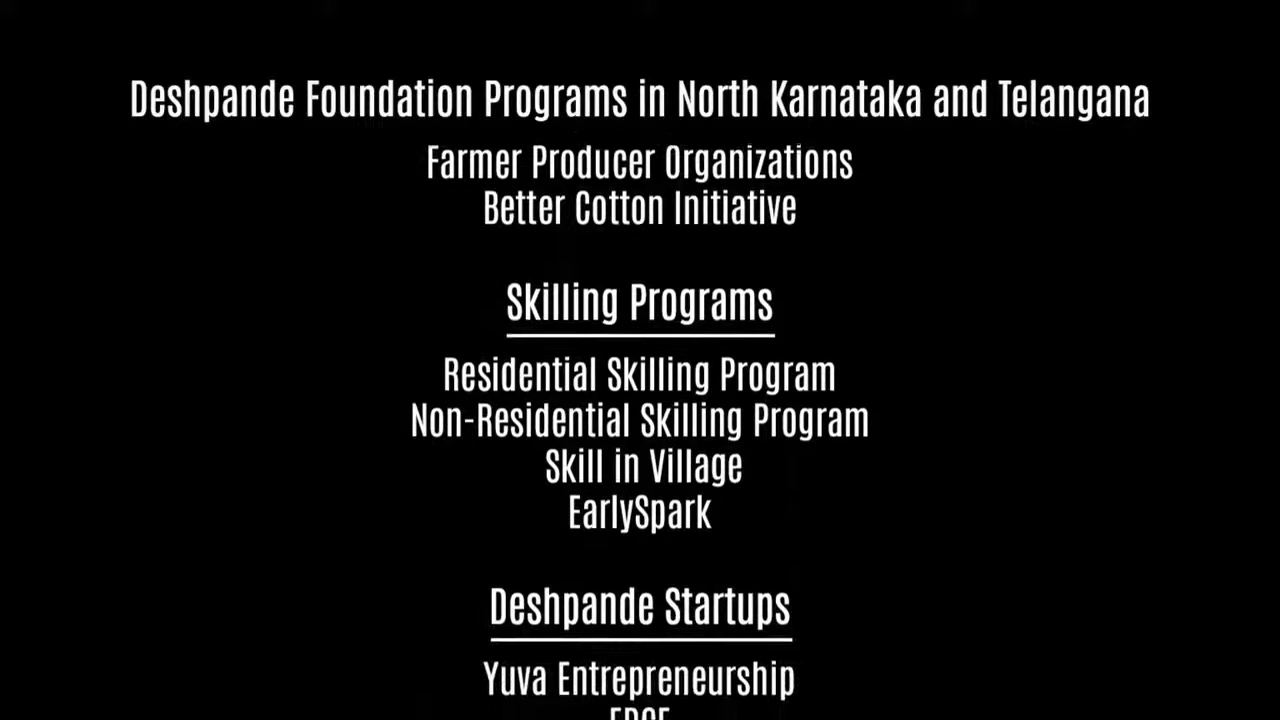 Deshpande Foundation Programs in North Karnataka and Telangana
Farmer Producer Organizations
Better Cotton Initiative
Skilling Programs
Residential Skilling Program
Non-Residential Skilling Program
Skill in Village
EarlySpark
Deshpande Startups
Yuva Entrepreneurship